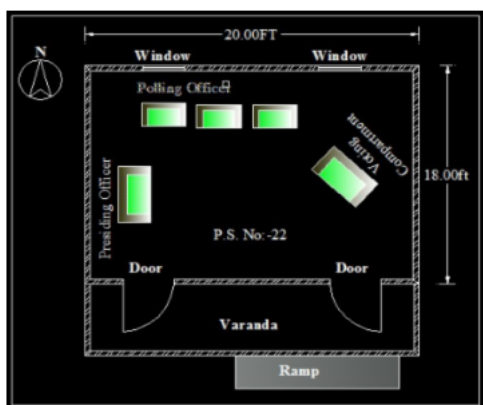 20.00FT
N
Window
Window
Polling Officer
Voting
Compartment
18.00ft
Presiding Officer
P.S. No:-22
Door
Door
Varanda
Ramp